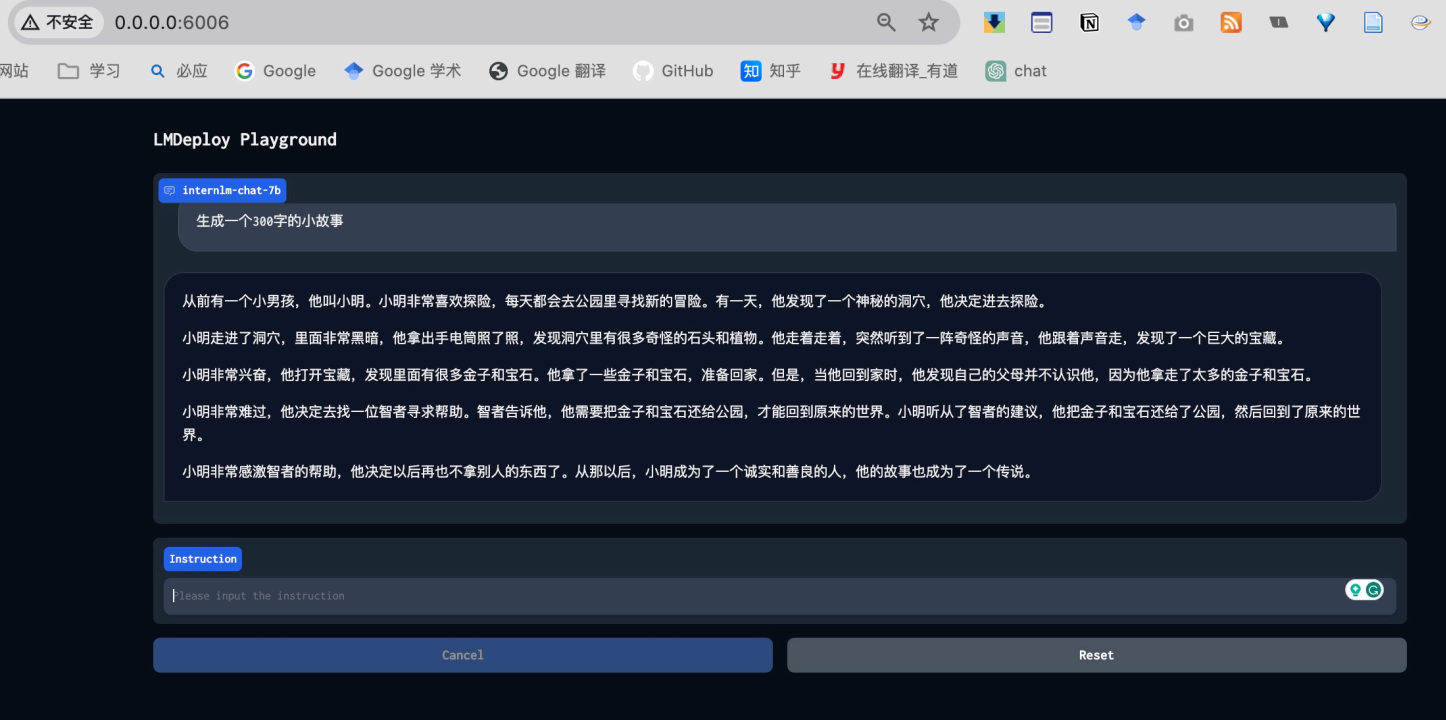 不安全 0.0.0.0:6006
网站 学习 必应 Google Google 学术 Google 翻译 GitHub 知 知乎 在线翻译_有道 chat
LMDeploy Playground
internlm-chat-7b
生成一个300字的小故事
从前有一个小男孩，他叫小明。小明非常喜欢探险，每天都会去公园里寻找新的冒险。有一天，他发现了一个神秘的洞穴，他决定进去探险。
小明走进了洞穴，里面非常黑暗，他拿出手电筒照了照，发现洞穴里有很多奇怪的石头和植物。他走着走着，突然听到了一阵奇怪的声音，他跟着声音走，发现了一个巨大的宝藏。
小明非常兴奋，他打开宝藏，发现里面有很多金子和宝石。他拿了一些金子和宝石，准备回家。但是，当他回到家时，他发现自己的父母并不认识他，因为他拿走了太多的金子和宝石。
小明非常难过，他决定去找一位智者寻求帮助。智者告诉他，他需要把金子和宝石还给公园，才能回到原来的世界。小明听从了智者的建议，他把金子和宝石还给了公园，然后回到了原来的世
界。
小明非常感激智者的帮助，他决定以后再也不拿别人的东西了。从那以后，小明成为了一个诚实和善良的人，他的故事也成为了一个传说。
Instruction
Please input the instruction
Cancel Reset